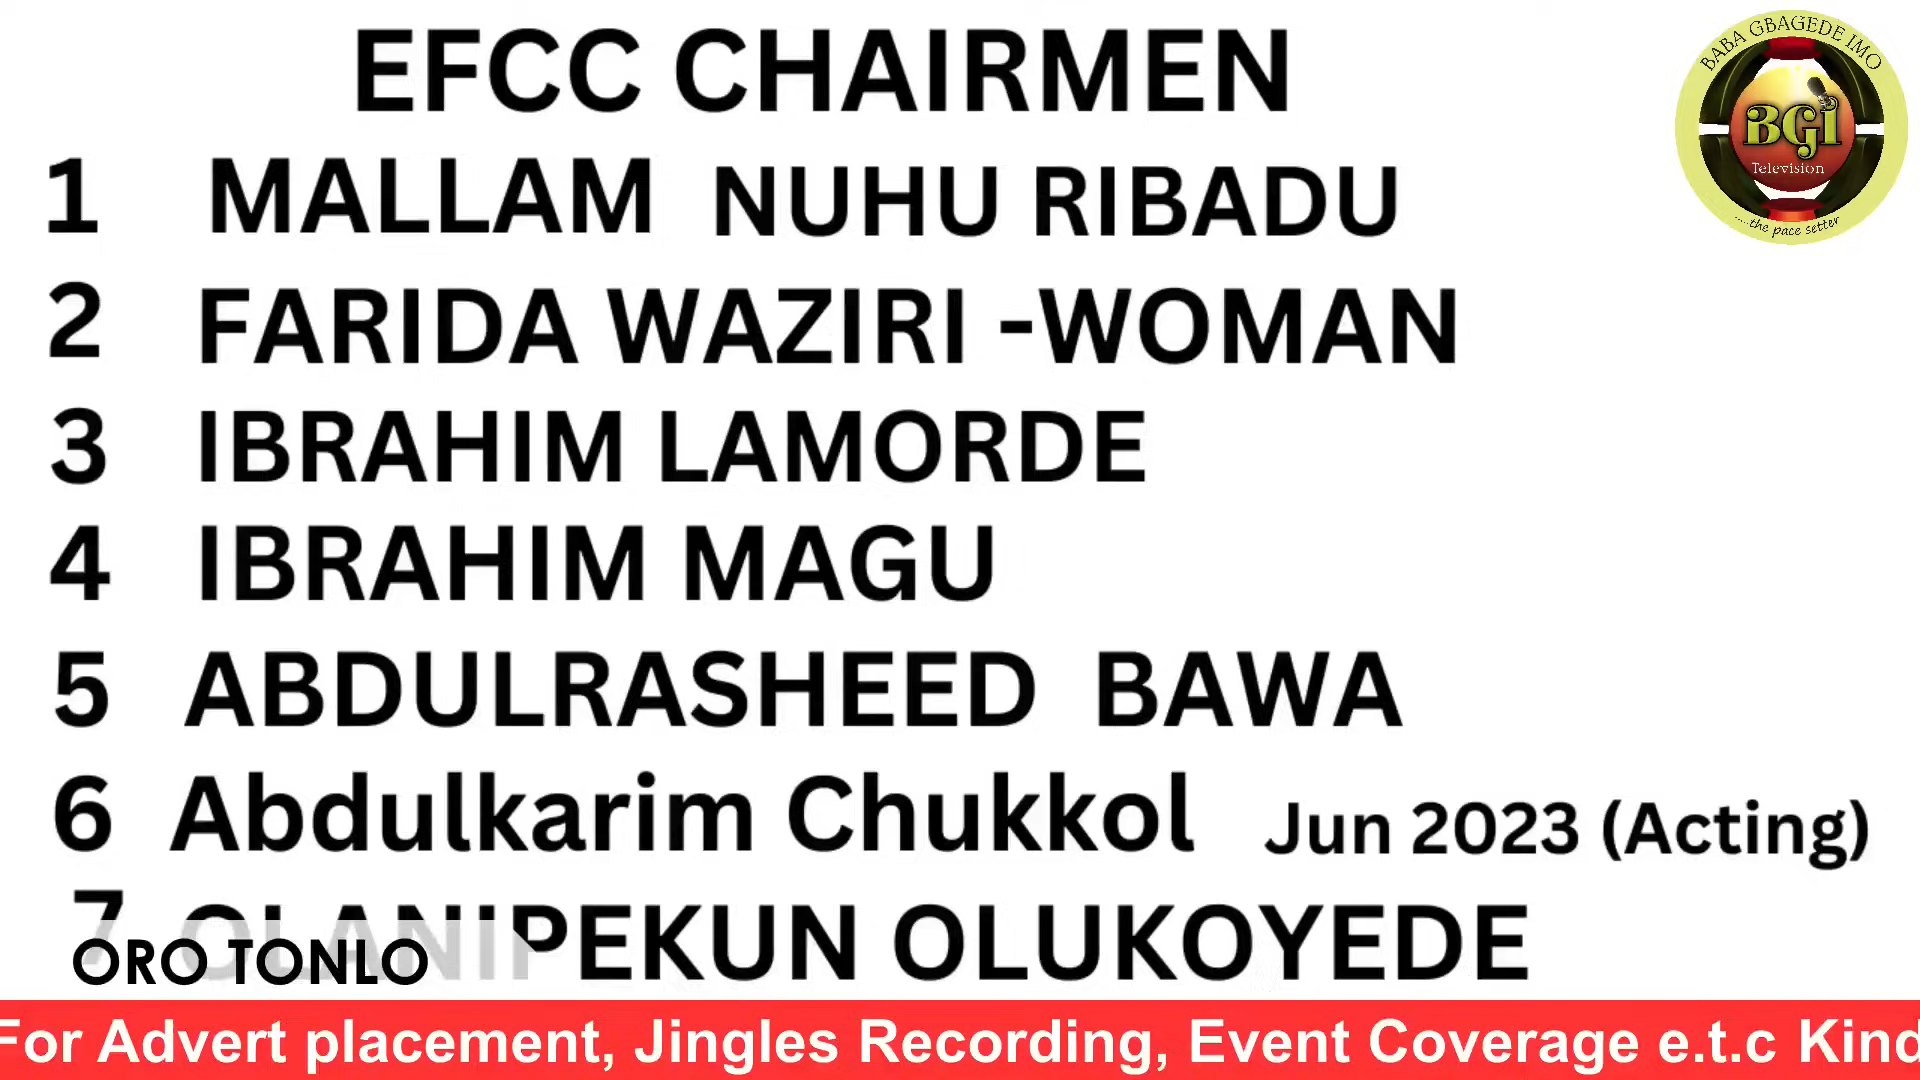 EFCC CHAIRMEN
BABA GBAGEDE IMO
BGI
Television
.....the pace setter
1 MALLAM NUHU RIBADU
2 FARIDA WAZIRI -WOMAN
3 IBRAHIM LAMORDE
4 IBRAHIM MAGU
5 ABDULRASHEED BAWA
6 Abdulkarim Chukkol Jun 2023 (Acting)
7 OLANIPEKUN OLUKOYEDE
ORO TONLO
For Advert placement, Jingles Recording, Event Coverage e.t.c Kind